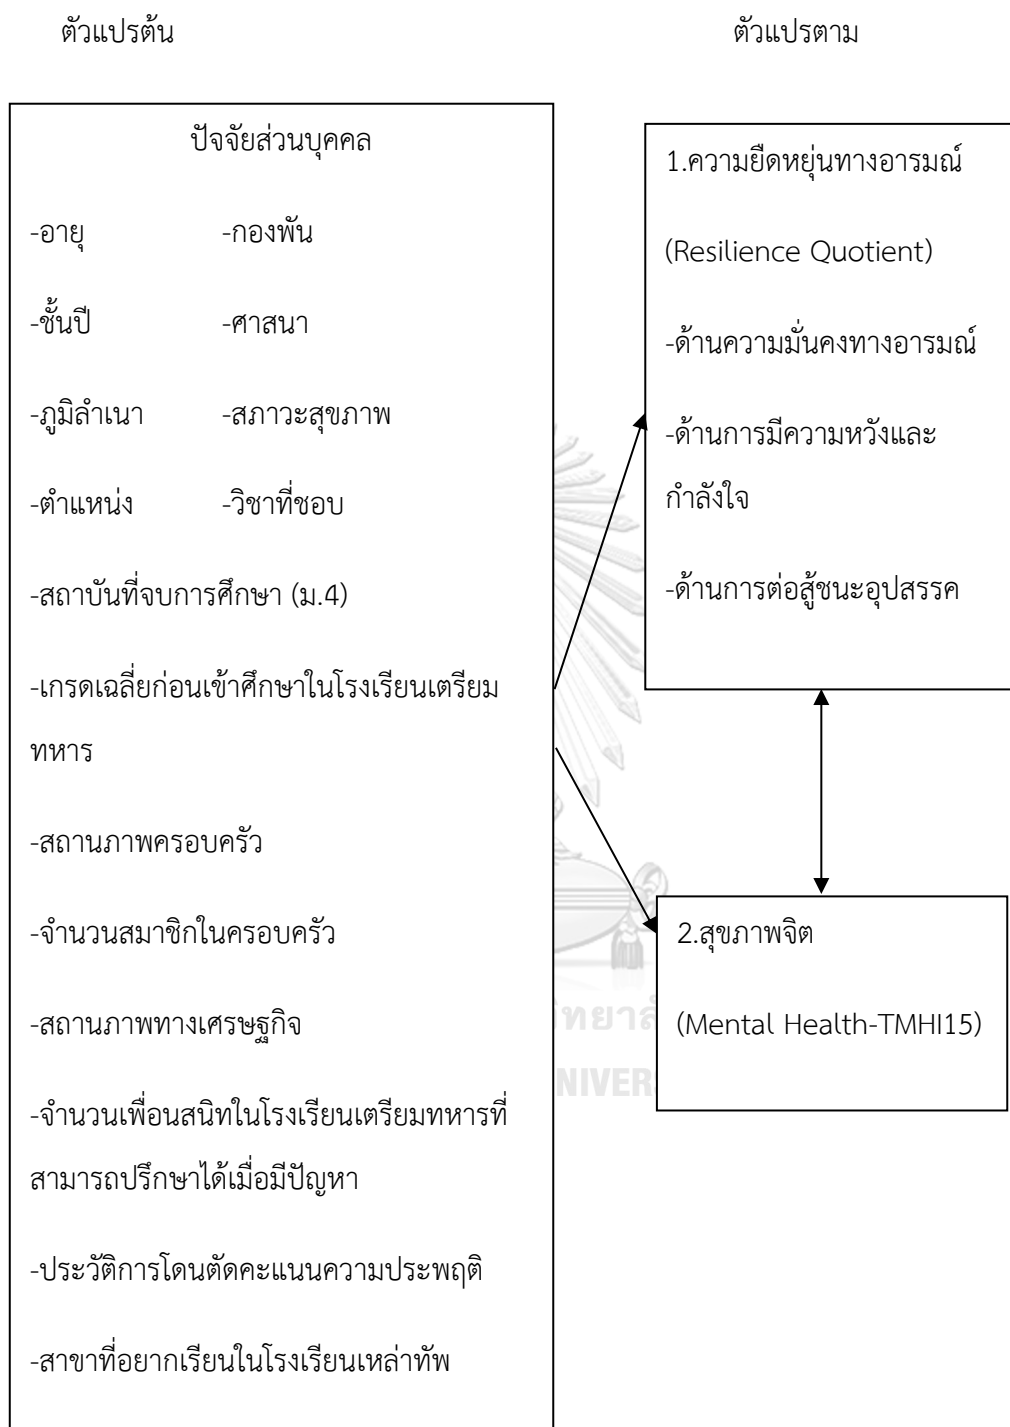 ตัวแปรต้น
ตัวแปรตาม
ปัจจัยส่วนบุคคล
-อายุ -กองพัน
-ชั้นปี -ศาสนา
-ภูมิลำเนา -สภาวะสุขภาพ
-ตำแหน่ง -วิชาที่ชอบ
-สถาบันที่จบการศึกษา (ม.4)
-เกรดเฉลี่ยก่อนเข้าศึกษาในโรงเรียนเตรียม
ทหาร
-สถานภาพครอบครัว
-จำนวนสมาชิกในครอบครัว
-สถานภาพทางเศรษฐกิจ
-จำนวนเพื่อนสนิทในโรงเรียนเตรียมทหารที่
สามารถปรึกษาได้เมื่อมีปัญหา
-ประวัติการโดนตัดคะแนนความประพฤติ
-สาขาที่อยากเรียนในโรงเรียนเหล่าทัพ
1.ความยืดหยุ่นทางอารมณ์
(Resilience Quotient)
-ด้านความมั่นคงทางอารมณ์
-ด้านการมีความหวังและ
กำลังใจ
-ด้านการต่อสู้ชนะอุปสรรค
2.สุขภาพจิต
(Mental Health-TMHI15)